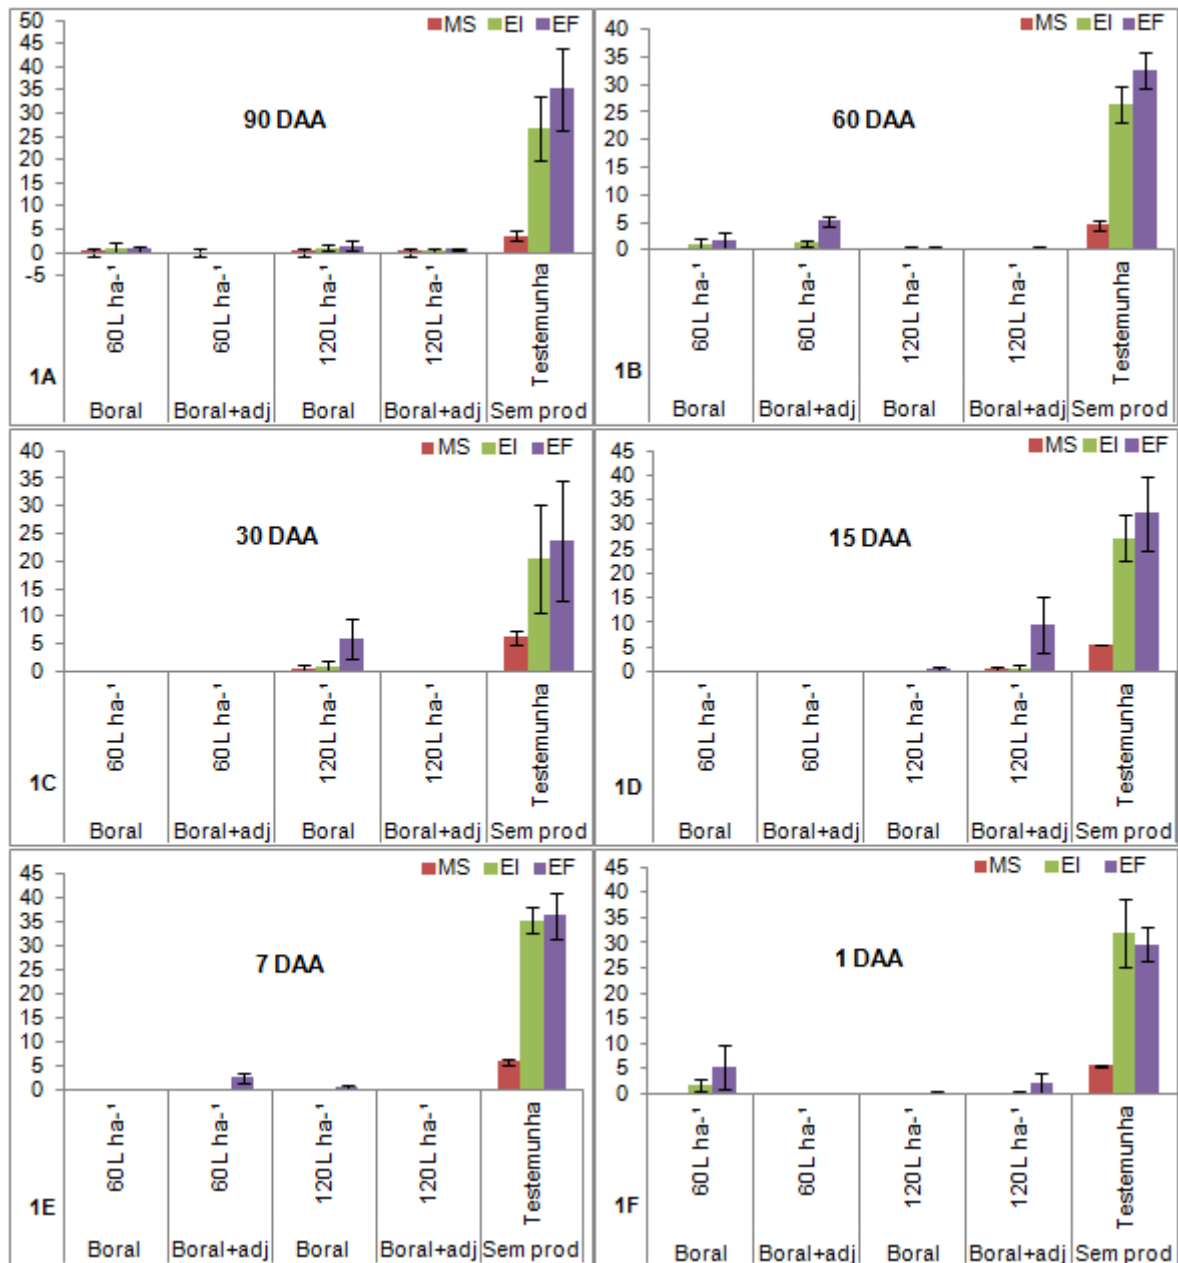 MS EI EF
50
45
40
35
30
25
20
15
10
5
0
-5
90 DAA
60 L ha-¹ 60 L ha-¹ 120 L ha-¹ 120 L ha-¹ Testemunha
1A
Boral Boral+adj Boral Boral+adj Sem prod
MS EI EF
40
35
30
25
20
15
10
5
0
60 DAA
60 L ha-¹ 60 L ha-¹ 120 L ha-¹ 120 L ha-¹ Testemunha
1B
Boral Boral+adj Boral Boral+adj Sem prod
MS EI EF
40
35
30
25
20
15
10
5
0
30 DAA
60 L ha-¹ 60 L ha-¹ 120 L ha-¹ 120 L ha-¹ Testemunha
1C
Boral Boral+adj Boral Boral+adj Sem prod
MS EI EF
45
40
35
30
25
20
15
10
5
0
15 DAA
60 L ha-¹ 60 L ha-¹ 120 L ha-¹ 120 L ha-¹ Testemunha
1D
Boral Boral+adj Boral Boral+adj Sem prod
MS EI EF
45
40
35
30
25
20
15
10
5
0
7 DAA
60 L ha-¹ 60 L ha-¹ 120 L ha-¹ 120 L ha-¹ Testemunha
1E
Boral Boral+adj Boral Boral+adj Sem prod
MS EI EF
45
40
35
30
25
20
15
10
5
0
1 DAA
60 L ha-¹ 60 L ha-¹ 120 L ha-¹ 120 L ha-¹ Testemunha
1F
Boral Boral+adj Boral Boral+adj Sem prod